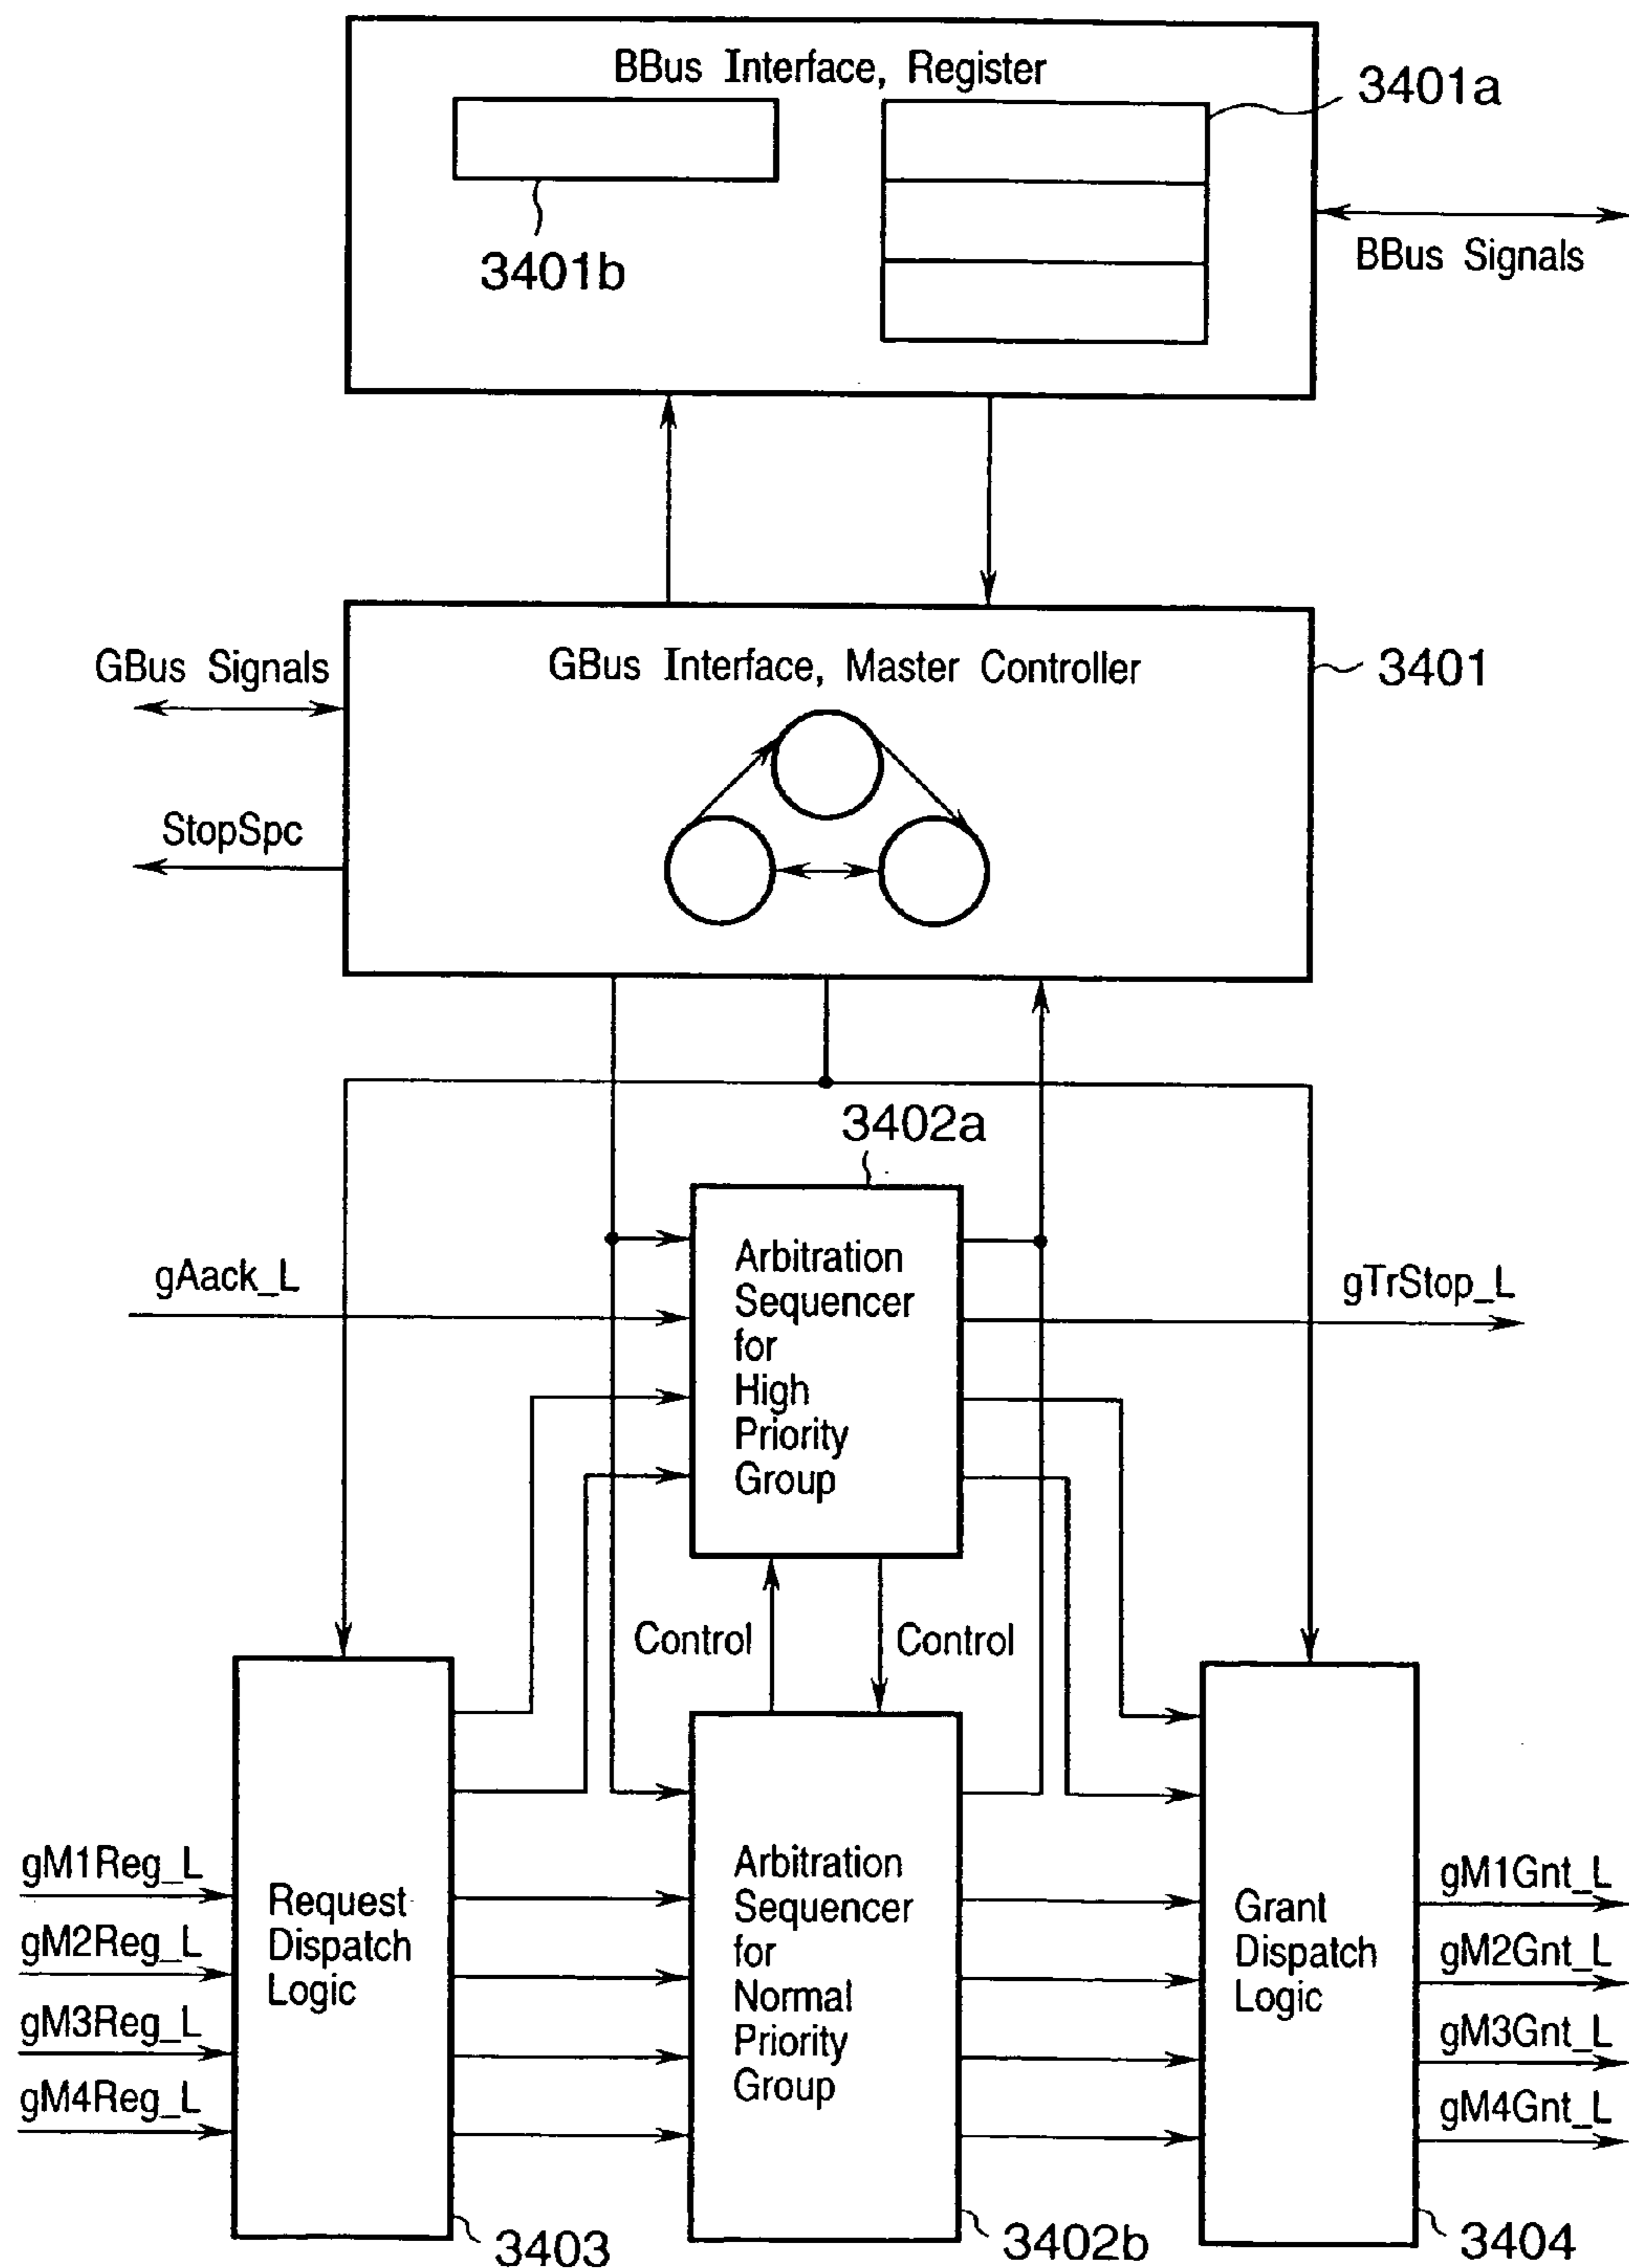 BBus Interface, Register
3401a
3401b
BBus Signals
GBus Signals
GBus Interface, Master Controller
3401
StopSpc
3402a
gAack_L
Arbitration
Sequencer
for
High
Priority
Group
gTrStop_L
Control
Control
gM1Reg_L
gM2Reg_L
gM3Reg_L
gM4Reg_L
Request
Dispatch
Logic
Arbitration
Sequencer
for
Normal
Priority
Group
Grant
Dispatch
Logic
gM1Gnt_L
gM2Gnt_L
gM3Gnt_L
gM4Gnt_L
3403
3402b
3404